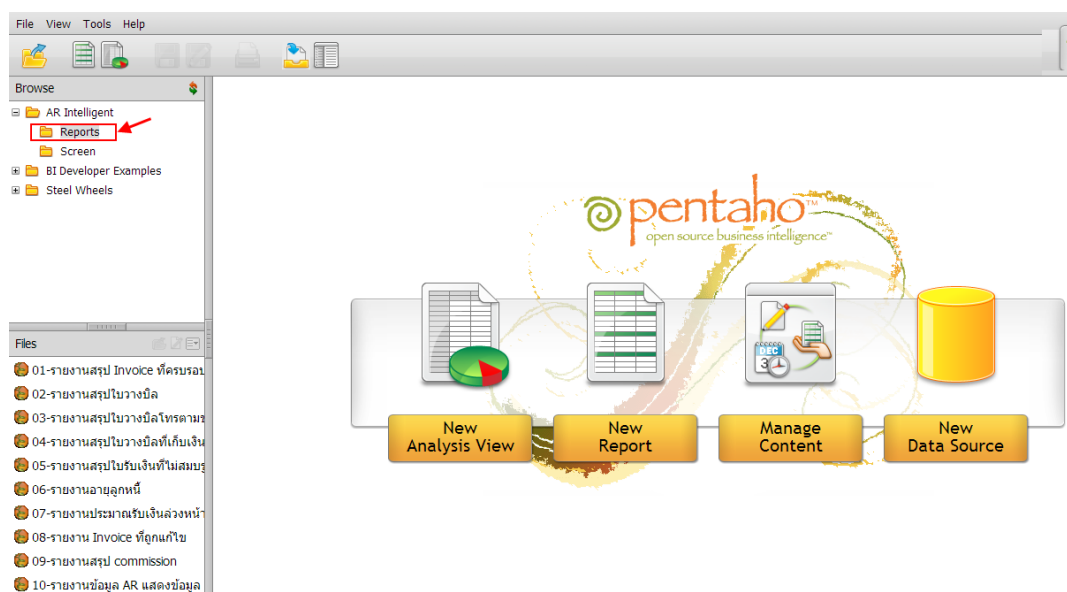 File View Tools Help
Browse
AR Intelligent
Reports
Screen
BI Developer Examples
Steel Wheels
pentaho™
open source business intelligence™
DEC
3
New
Analysis View
New
Report
Manage
Content
New
Data Source
Files
01-รายงานสรุป Invoice ที่ครบรอบ
02-รายงานสรุปใบวางบิล
03-รายงานสรุปใบวางบิลโทรตาม
04-รายงานสรุปใบวางบิลที่เก็บเงิน
05-รายงานสรุปใบรับเงินที่ไม่สมบูร
06-รายงานอายุลูกหนี้
07-รายงานประมาณรับเงินล่วงหน้า
08-รายงาน Invoice ที่ถูกแก้ไข
09-รายงานสรุป commission
10-รายงานข้อมูล AR แสดงข้อมูล